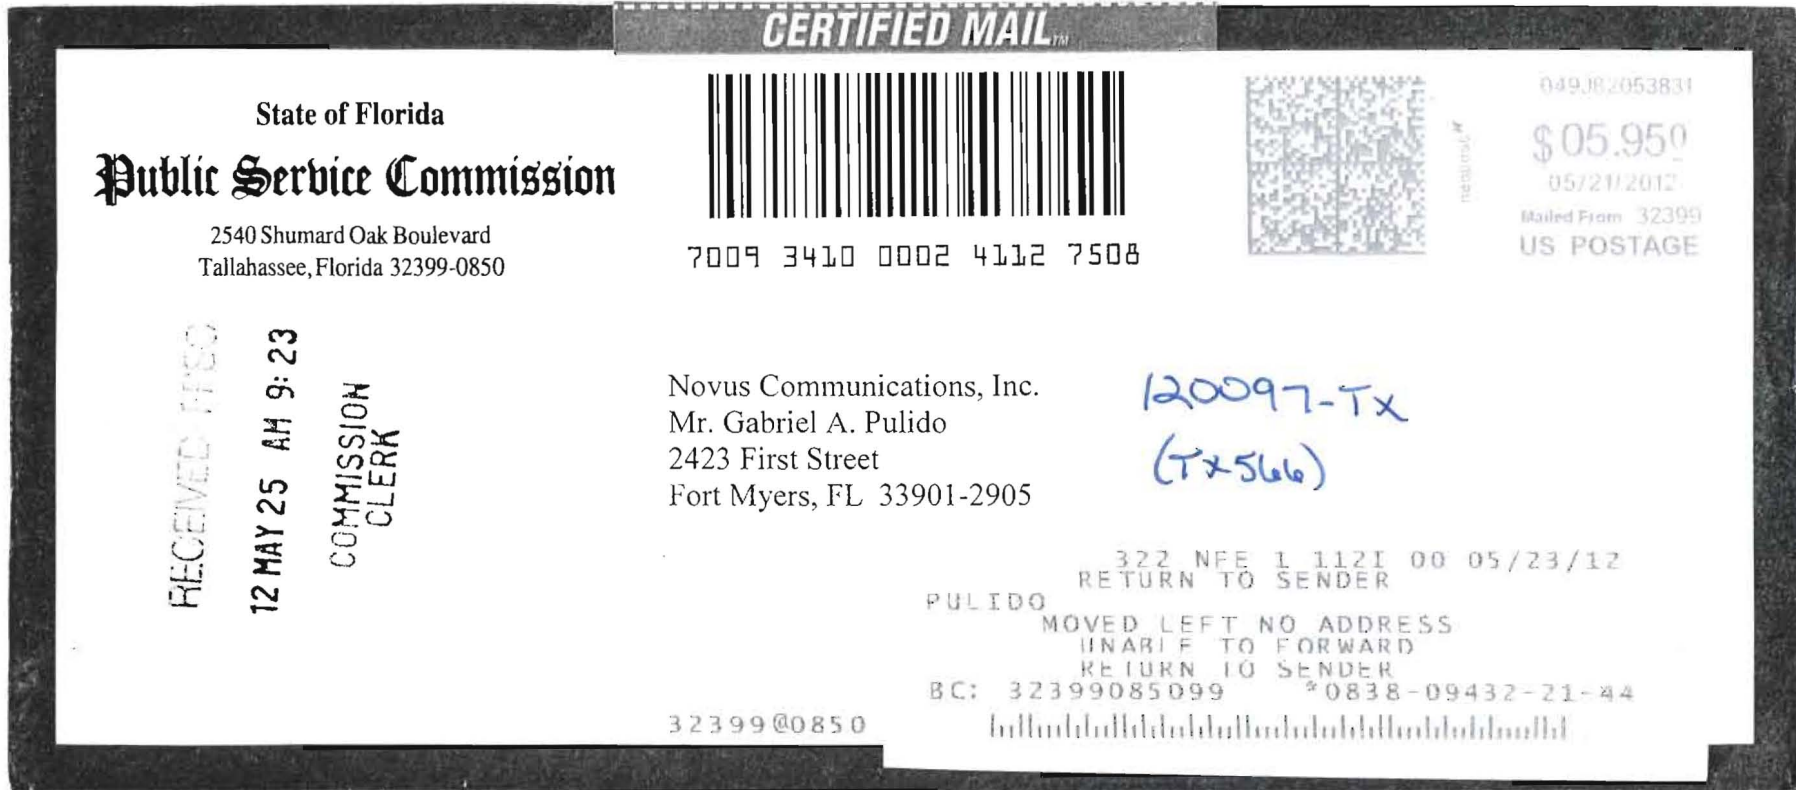 CERTIFIED MAIL™
State of Florida
Public Service Commission
2540 Shumard Oak Boulevard
Tallahassee, Florida 32399-0850
7009 3410 0002 4112 7508
049J82053831
$05.950
05/21/2012
Mailed From 32399
US POSTAGE
RECEIVED
12 MAY 25 AM 9:23
COMMISSION
CLERK
Novus Communications, Inc.
Mr. Gabriel A. Pulido
2423 First Street
Fort Myers, FL 33901-2905
120097-TX
(TX566)
322 NFE 1 112I 00 05/23/12
RETURN TO SENDER
PULIDO
MOVED LEFT NO ADDRESS
UNABLE TO FORWARD
RETURN TO SENDER
BC: 32399085099 *0838-09432-21-44
32399@0850